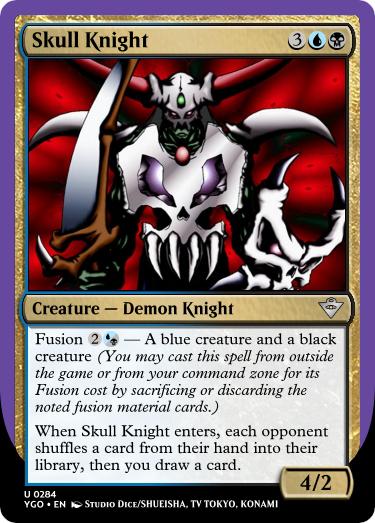 Skull Knight 3
Creature — Demon Knight
Fusion 2 — A blue creature and a black
creature (You may cast this spell from outside
the game or from your command zone for its
Fusion cost by sacrificing or discarding the
noted fusion material cards.)
When Skull Knight enters, each opponent
shuffles a card from their hand into their
library, then you draw a card.
4/2
U 0284
YGO • EN Studio Dice/SHUEISHA, TV TOKYO, KONAMI